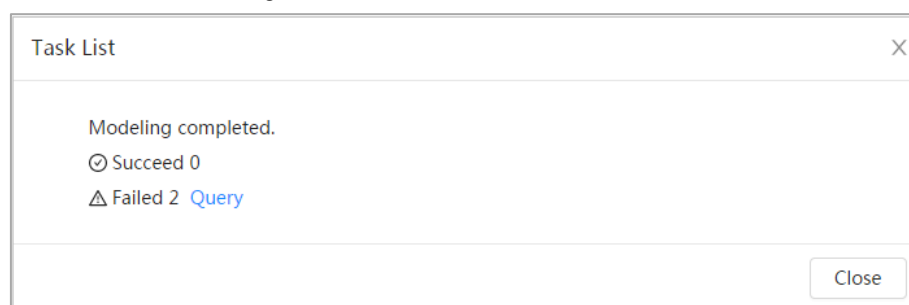 Task List
Modeling completed.
Succeed 0
Failed 2 Query
Close